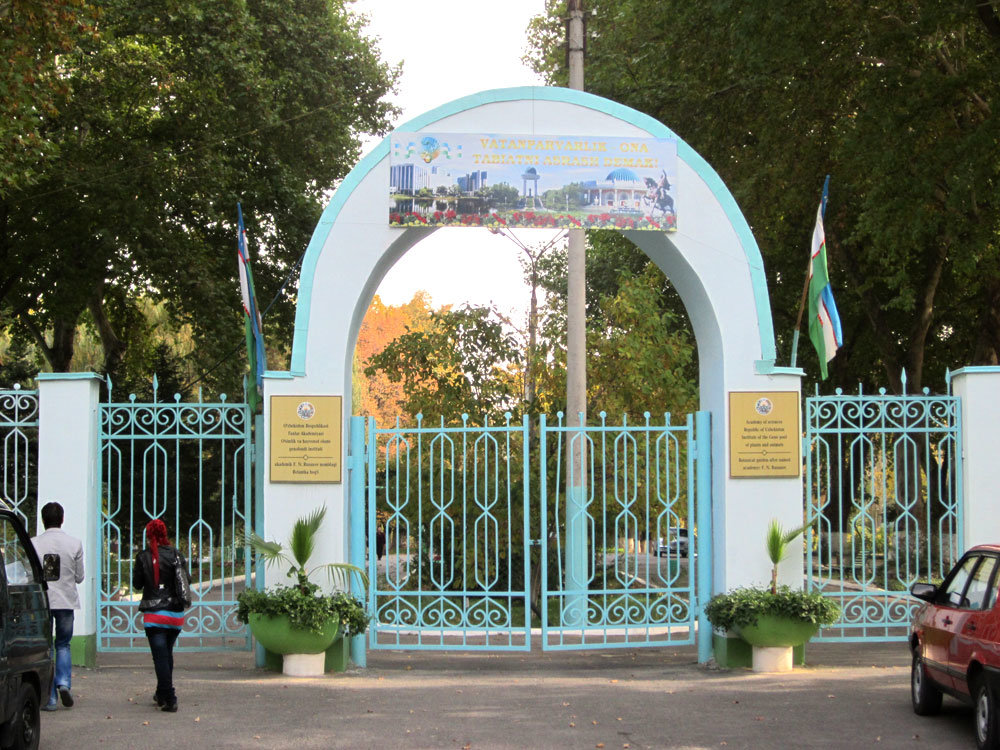 VATANPARVARLIK - ONA
TABIATNI ASRASH DEMAK!
O'zbekiston Respublikasi
Fanlar Akademiyasi
O'simlik va hayvonot olami
genofondi instituti
akademik F. N. Rusanov nomidagi
Botanika bog'i
Academy of sciences
Republic of Uzbekistan
Institute of the Gene pool
of plants and animals
Botanical garden after named
academic F. N. Rusanov